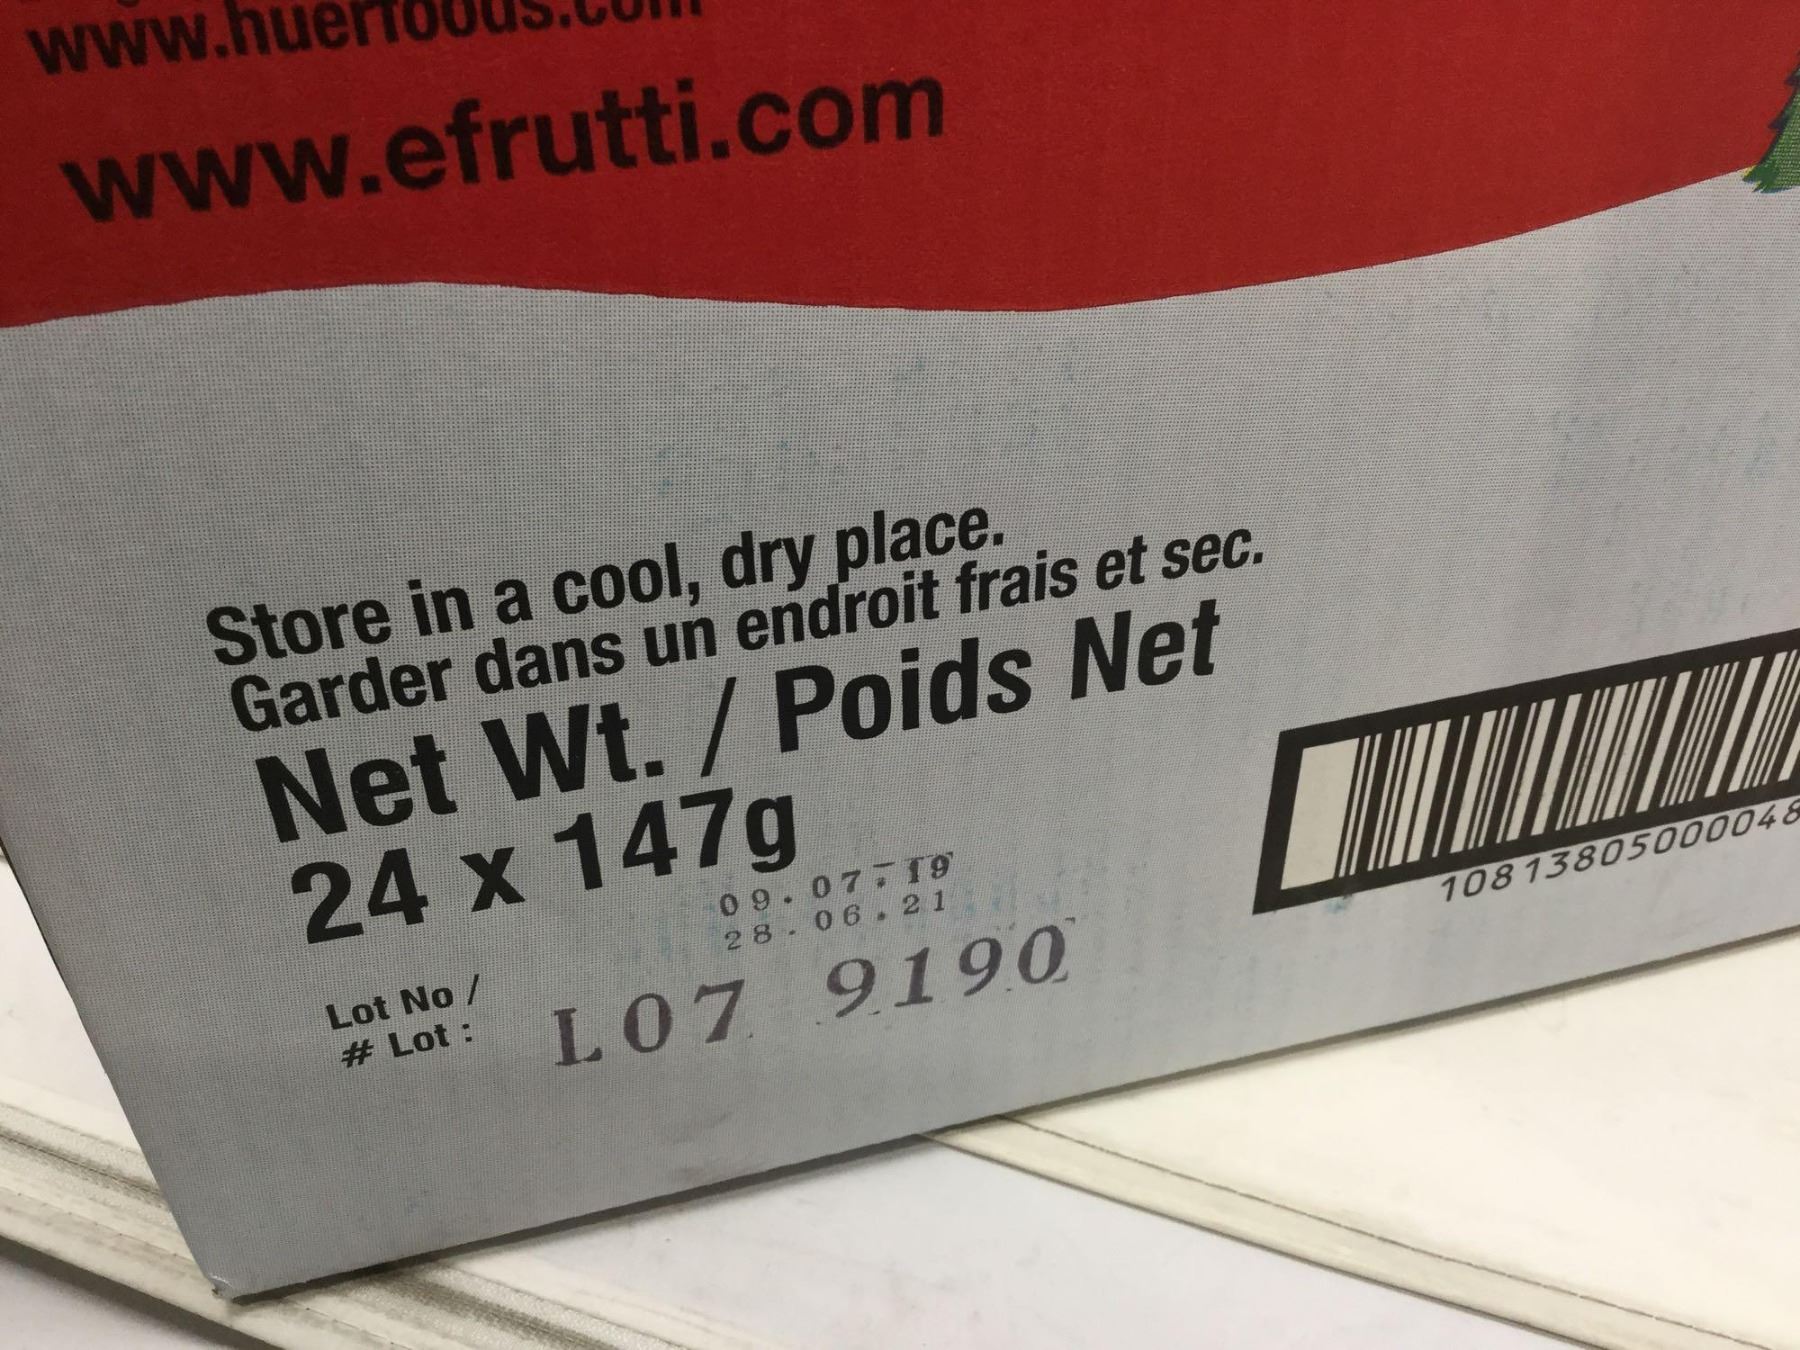 www.huerfoods.com
www.efrutti.com
Store in a cool, dry place.
Garder dans un endroit frais et sec.
Net Wt. / Poids Net
24 x 147g
09.07.19
28.06.21
Lot No /
# Lot :
L07 9190
1081380500048